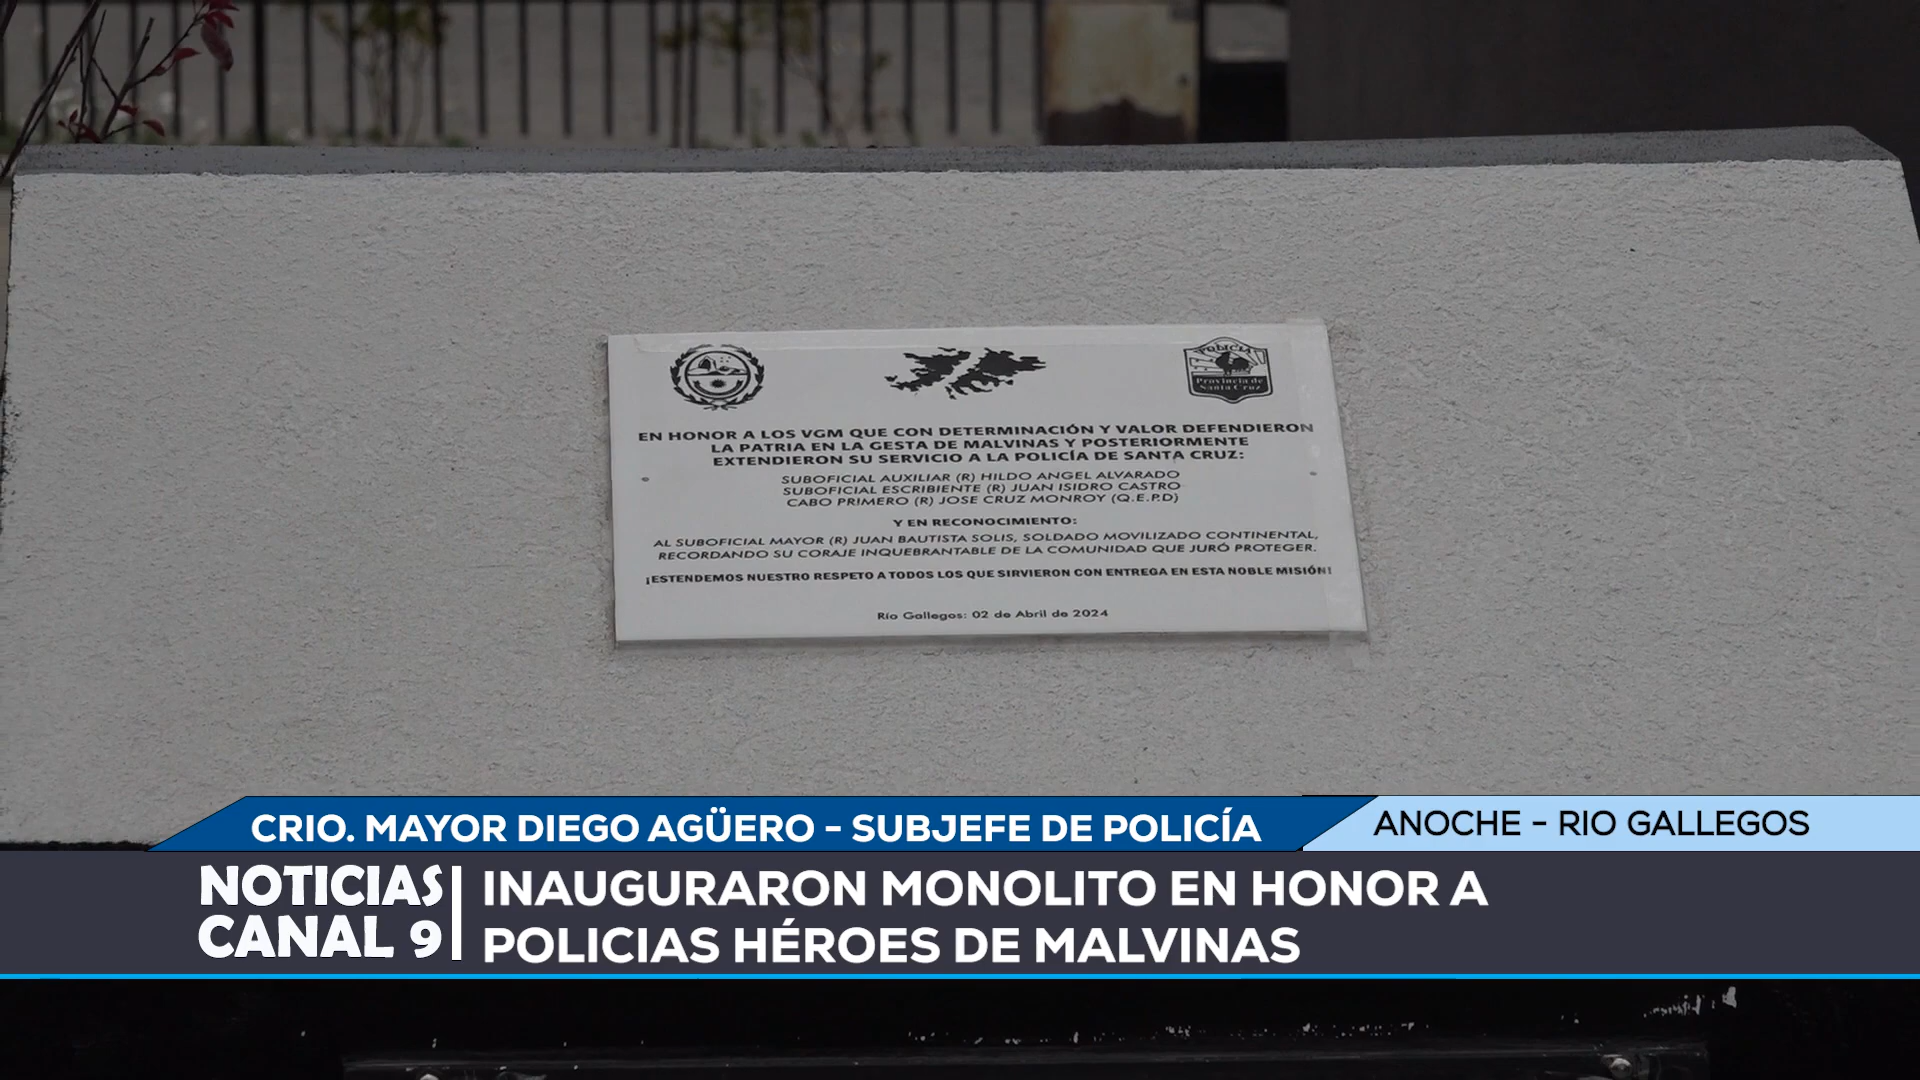 POLICIA
Provincia de
Santa Cruz
EN HONOR A LOS VGM QUE CON DETERMINACIÓN Y VALOR DEFENDIERON
LA PATRIA EN LA GESTA DE MALVINAS Y POSTERIORMENTE
EXTENDIERON SU SERVICIO A LA POLICÍA DE SANTA CRUZ:
SUBOFICIAL AUXILIAR (R) HILDO ANGEL ALVARADO
SUBOFICIAL ESCRIBIENTE (R) JUAN ISIDRO CASTRO
CABO PRIMERO (R) JOSE CRUZ MONROY (Q.E.P.D)
Y EN RECONOCIMIENTO:
AL SUBOFICIAL MAYOR (R) JUAN BAUTISTA SOLIS, SOLDADO MOVILIZADO CONTINENTAL,
RECORDANDO SU CORAJE INQUEBRANTABLE DE LA COMUNIDAD QUE JURÓ PROTEGER.
¡ESTENDEMOS NUESTRO RESPETO A TODOS LOS QUE SIRVIERON CON ENTREGA EN ESTA NOBLE MISIÓN!
Río Gallegos: 02 de Abril de 2024
CRIO. MAYOR DIEGO AGÜERO - SUBJEFE DE POLICÍA
ANOCHE - RIO GALLEGOS
NOTICIAS
CANAL 9
INAUGURARON MONOLITO EN HONOR A
POLICIAS HÉROES DE MALVINAS